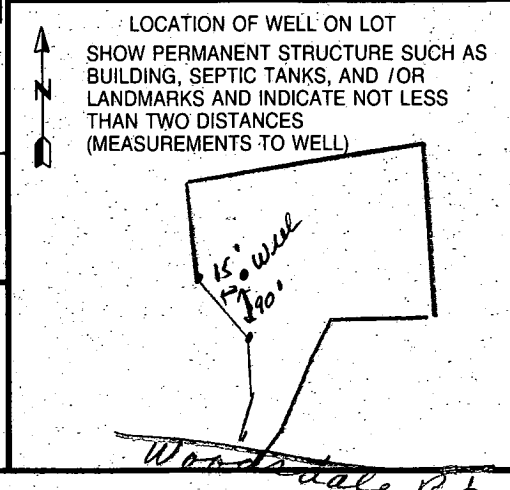 LOCATION OF WELL ON LOT
N
SHOW PERMANENT STRUCTURE SUCH AS
BUILDING, SEPTIC TANKS, AND /OR
LANDMARKS AND INDICATE NOT LESS
THAN TWO DISTANCES
(MEASUREMENTS TO WELL)
15' Well
90'
Woodsdale Rd